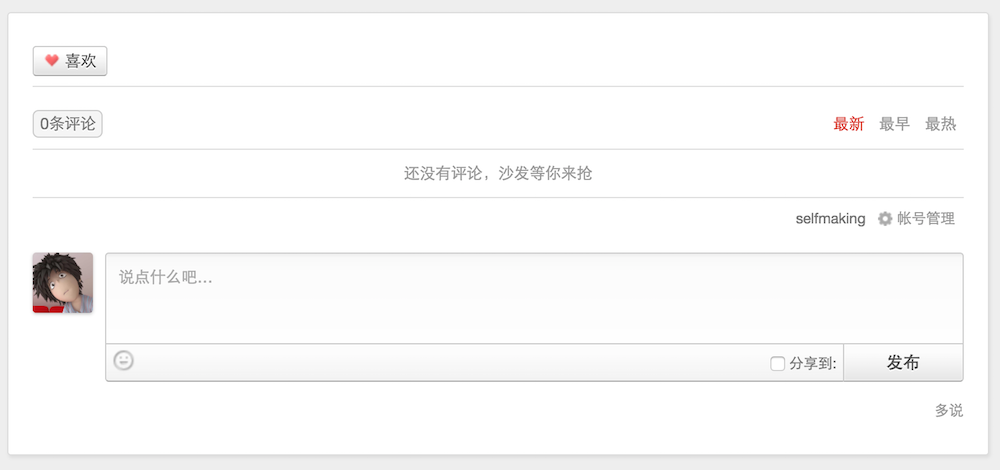 喜欢
0条评论
最新 最早 最热
还没有评论，沙发等你来抢
selfmaking 帐号管理
说点什么吧...
分享到: 发布
多说